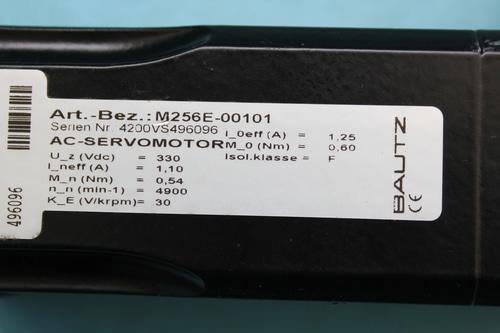 Art.-Bez.: M256E-00101
Serien Nr. 4200VS496096
AC-SERVOMOTOR
I_0eff (A) = 1,25
M_0 (Nm) = 0,60
Isol.klasse = F
U_z (Vdc) = 330
I_neff (A) = 1,10
M_n (Nm) = 0,54
n_n (min-1) = 4900
K_E (V/krpm)= 30
BAUTZ
CE
496096